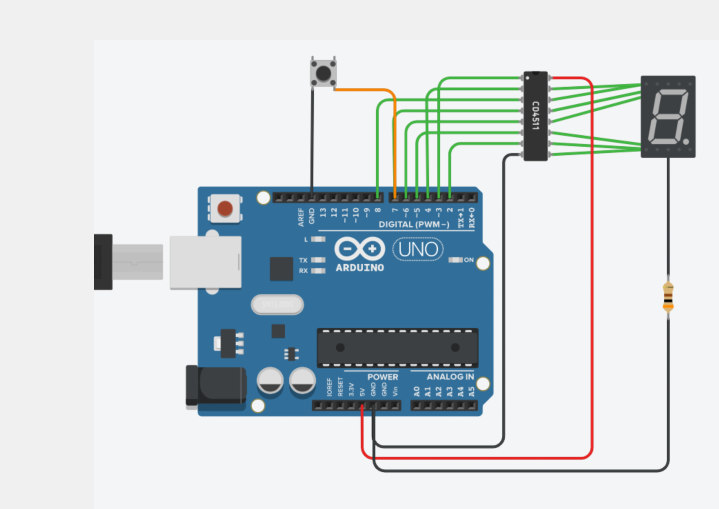 CD4511
AREF
GND
13
12
~11
~10
~9
8
7
~6
~5
4
~3
2
TX→1
RX←0
DIGITAL (PWM~)
L
TX
RX
ARDUINO
UNO
ON
POWER
ANALOG IN
IOREF
RESET
3.3V
5V
GND
GND
Vin
A0
A1
A2
A3
A4
A5